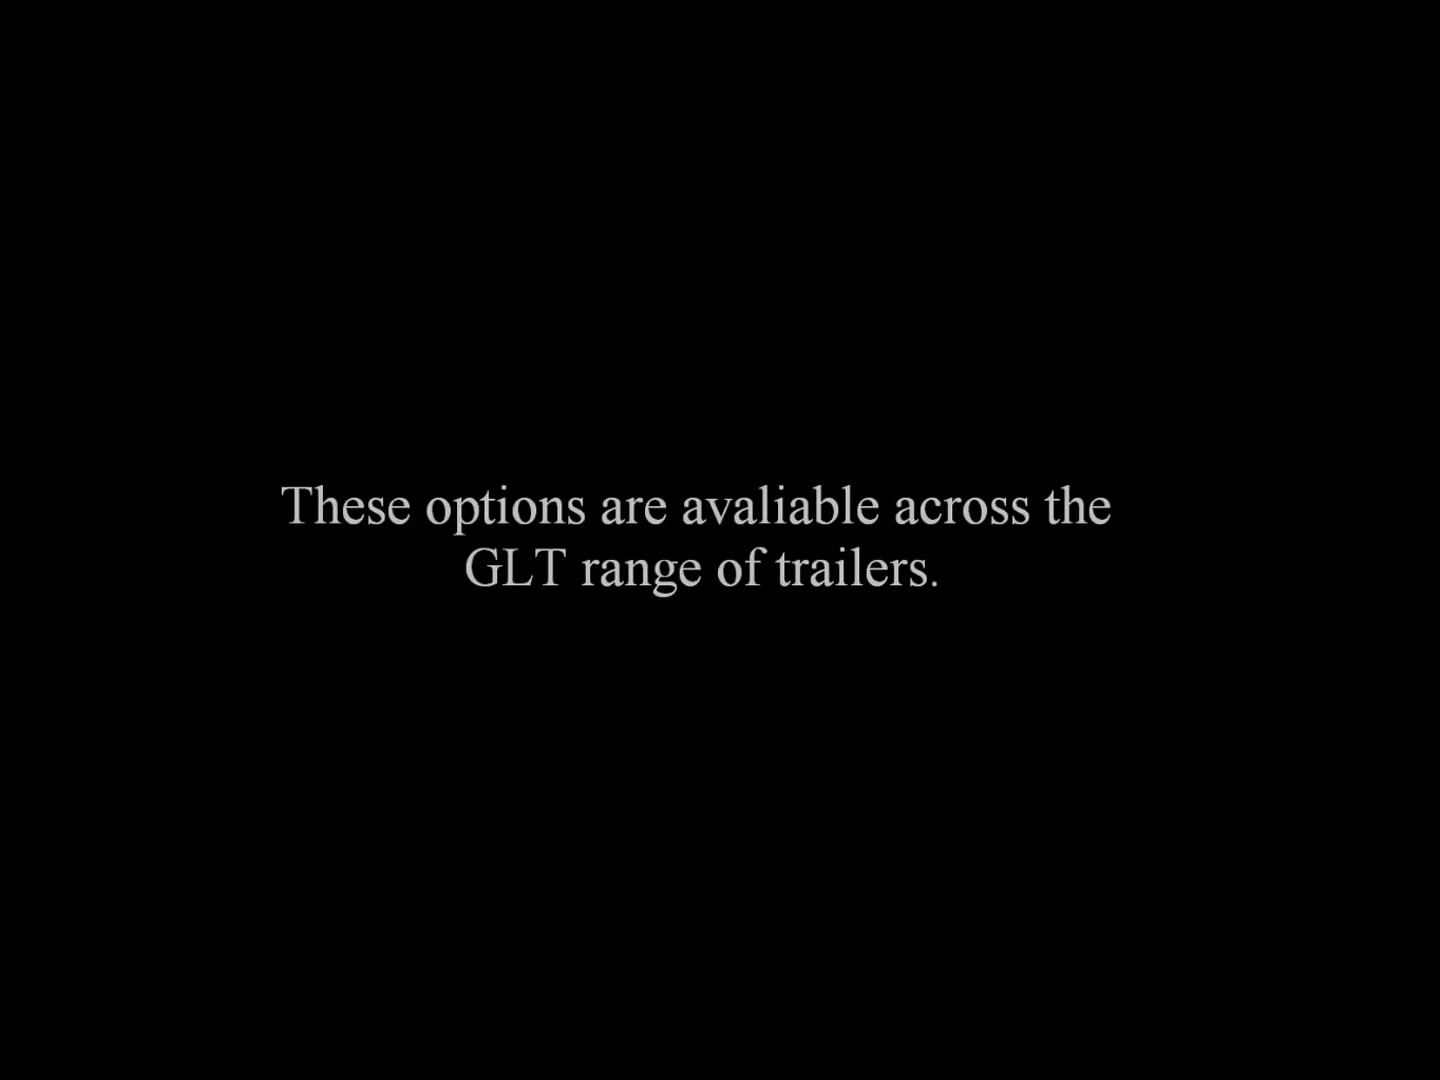 These options are avaliable across the
GLT range of trailers.